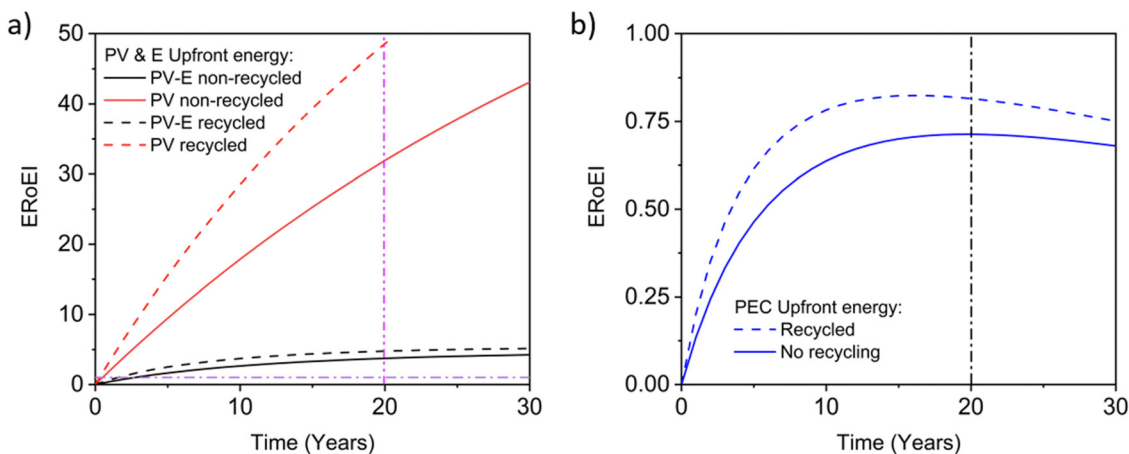 a)
PV & E Upfront energy:
PV-E non-recycled
PV non-recycled
PV-E recycled
PV recycled
50
40
30
20
10
0
ERoEI
0 10 20 30
Time (Years)
b)
1.00
0.75
0.50
0.25
0.00
ERoEI
PEC Upfront energy:
Recycled
No recycling
0 10 20 30
Time (Years)